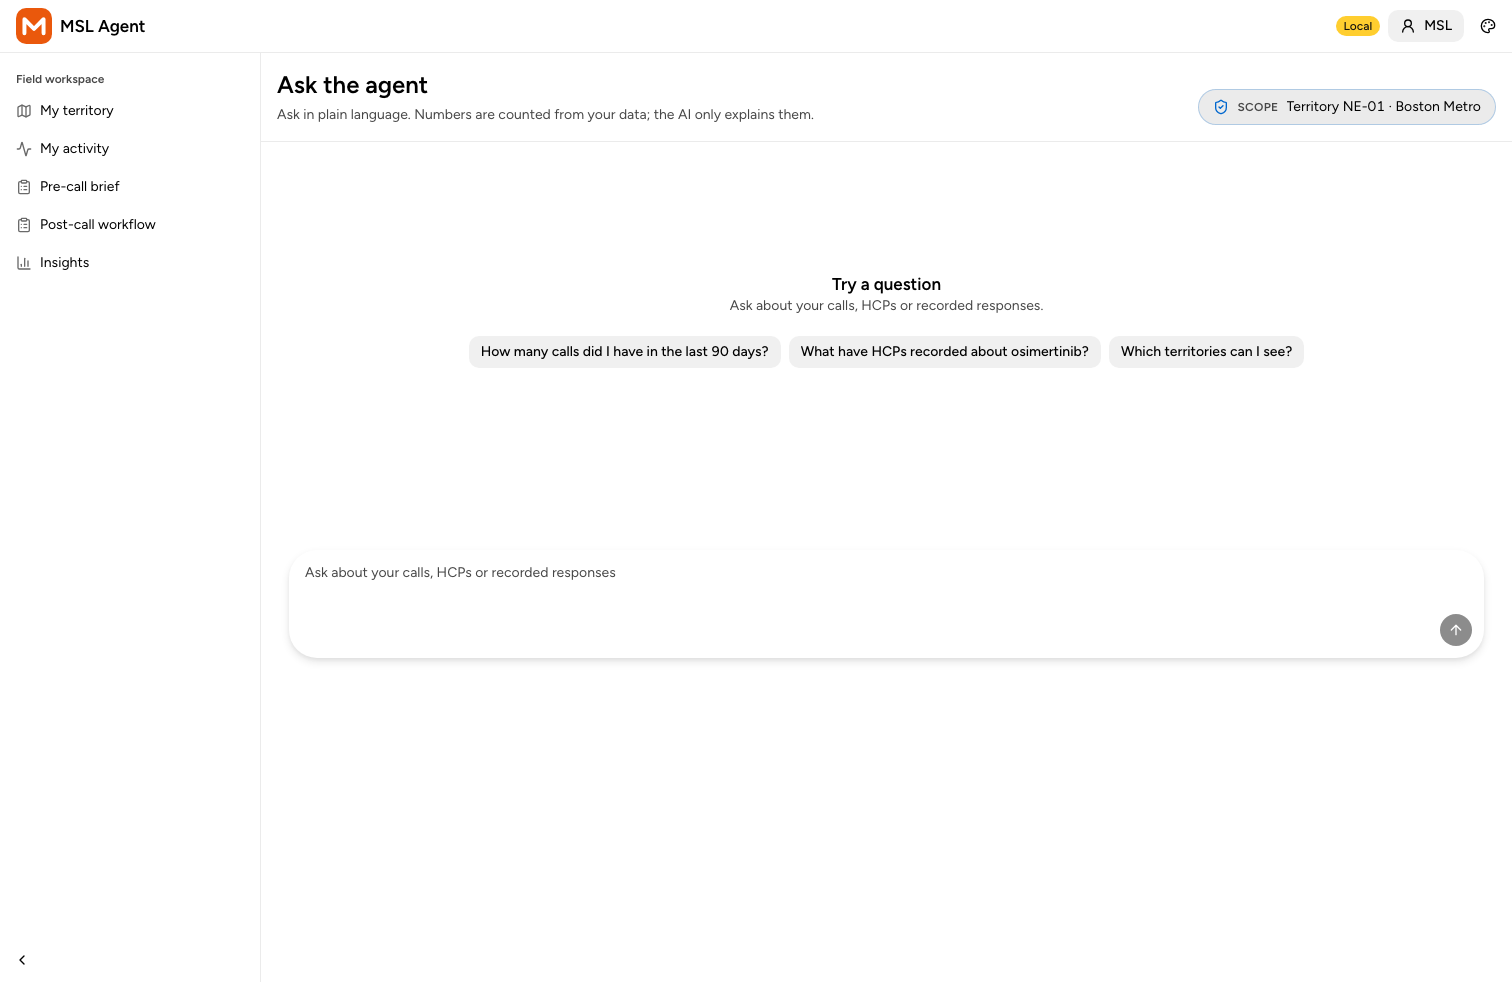 MSL Agent
Local
MSL
Field workspace
My territory
My activity
Pre-call brief
Post-call workflow
Insights
Ask the agent
Ask in plain language. Numbers are counted from your data; the AI only explains them.
SCOPE Territory NE-01 · Boston Metro
Try a question
Ask about your calls, HCPs or recorded responses.
How many calls did I have in the last 90 days?
What have HCPs recorded about osimertinib?
Which territories can I see?
Ask about your calls, HCPs or recorded responses